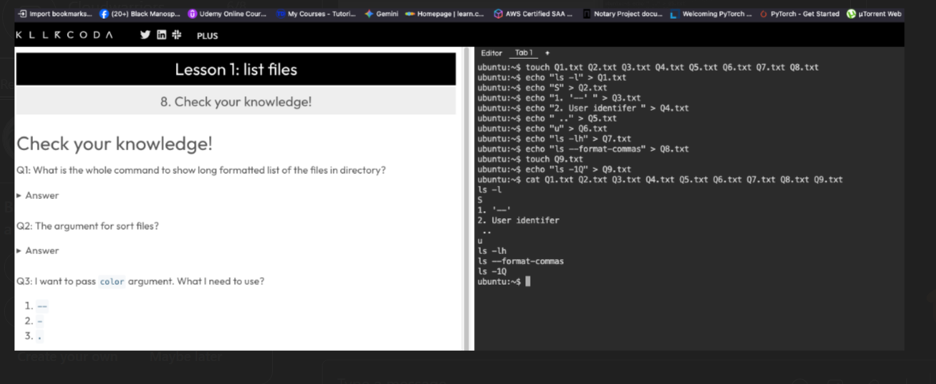 Import bookmarks... (20+) Black Manosp... Udemy Online Cour... My Courses - Tutori... Gemini Homepage | learn.c... AWS Certified SAA ... Notary Project docu... Welcoming PyTorch ... PyTorch - Get Started µTorrent Web
KILLERCODA PLUS
Lesson 1: list files
8. Check your knowledge!
Check your knowledge!
Q1: What is the whole command to show long formatted list of the files in directory?
▸ Answer
Q2: The argument for sort files?
▸ Answer
Q3: I want to pass color argument. What I need to use?
1. --
2. -
3. .
Editor Tab 1 +
ubuntu:~$ touch Q1.txt Q2.txt Q3.txt Q4.txt Q5.txt Q6.txt Q7.txt Q8.txt
ubuntu:~$ echo "ls -l" > Q1.txt
ubuntu:~$ echo "S" > Q2.txt
ubuntu:~$ echo "1. '--' " > Q3.txt
ubuntu:~$ echo "2. User identifer " > Q4.txt
ubuntu:~$ echo " .." > Q5.txt
ubuntu:~$ echo "u" > Q6.txt
ubuntu:~$ echo "ls -lh" > Q7.txt
ubuntu:~$ echo "ls --format-commas" > Q8.txt
ubuntu:~$ touch Q9.txt
ubuntu:~$ echo "ls -1Q" > Q9.txt
ubuntu:~$ cat Q1.txt Q2.txt Q3.txt Q4.txt Q5.txt Q6.txt Q7.txt Q8.txt Q9.txt
ls -l
S
1. '--'
2. User identifer
..
u
ls -lh
ls --format-commas
ls -1Q
ubuntu:~$
Create your own Maybe later